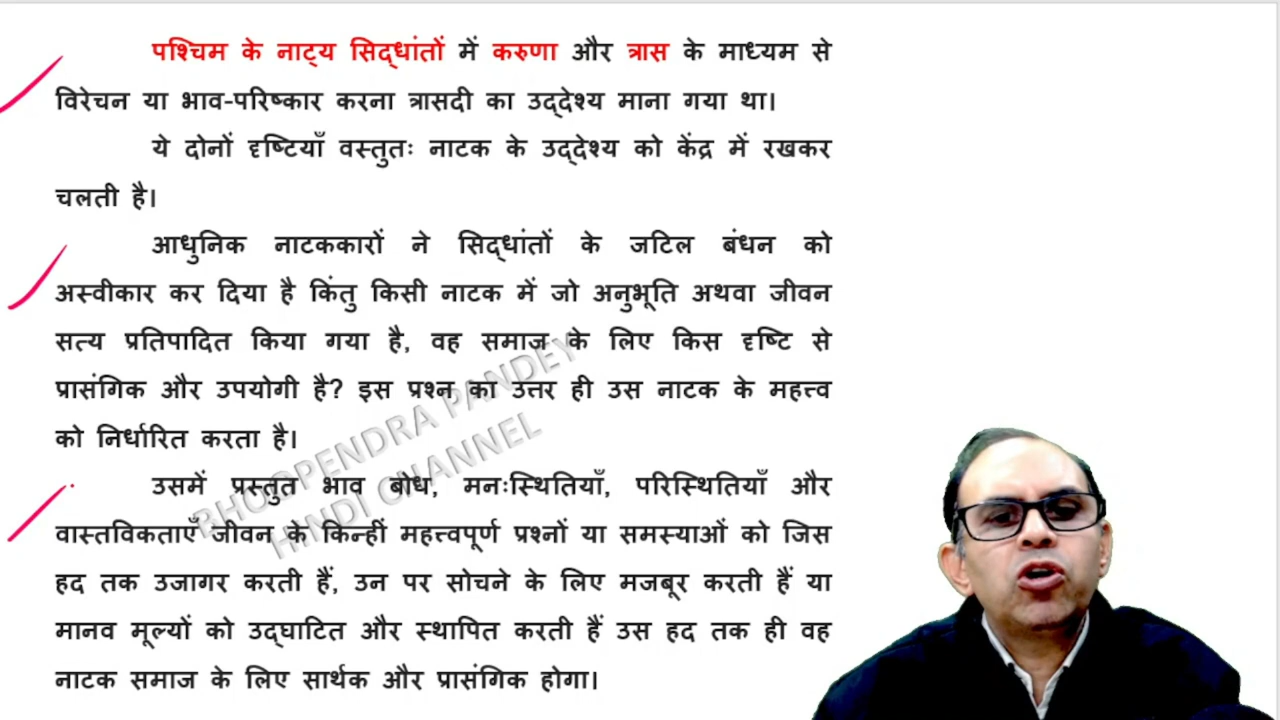 पश्चिम के नाट्य सिद्धांतों में करुणा और त्रास के माध्यम से
विरेचन या भाव-परिष्कार करना त्रासदी का उद्देश्य माना गया था।
ये दोनों दृष्टियाँ वस्तुतः नाटक के उद्देश्य को केंद्र में रखकर
चलती है।
आधुनिक नाटककारों ने सिद्धांतों के जटिल बंधन को
अस्वीकार कर दिया है किंतु किसी नाटक में जो अनुभूति अथवा जीवन
सत्य प्रतिपादित किया गया है, वह समाज के लिए किस दृष्टि से
प्रासंगिक और उपयोगी है? इस प्रश्न का उत्तर ही उस नाटक के महत्त्व
को निर्धारित करता है।
उसमें प्रस्तुत भाव बोध, मनःस्थितियाँ, परिस्थितियाँ और
वास्तविकताएँ जीवन के किन्हीं महत्त्वपूर्ण प्रश्नों या समस्याओं को जिस
हद तक उजागर करती हैं, उन पर सोचने के लिए मजबूर करती हैं या
मानव मूल्यों को उद्घाटित और स्थापित करती हैं उस हद तक ही वह
नाटक समाज के लिए सार्थक और प्रासंगिक होगा।
BHOOPENDRA PANDEY
HINDI CHANNEL